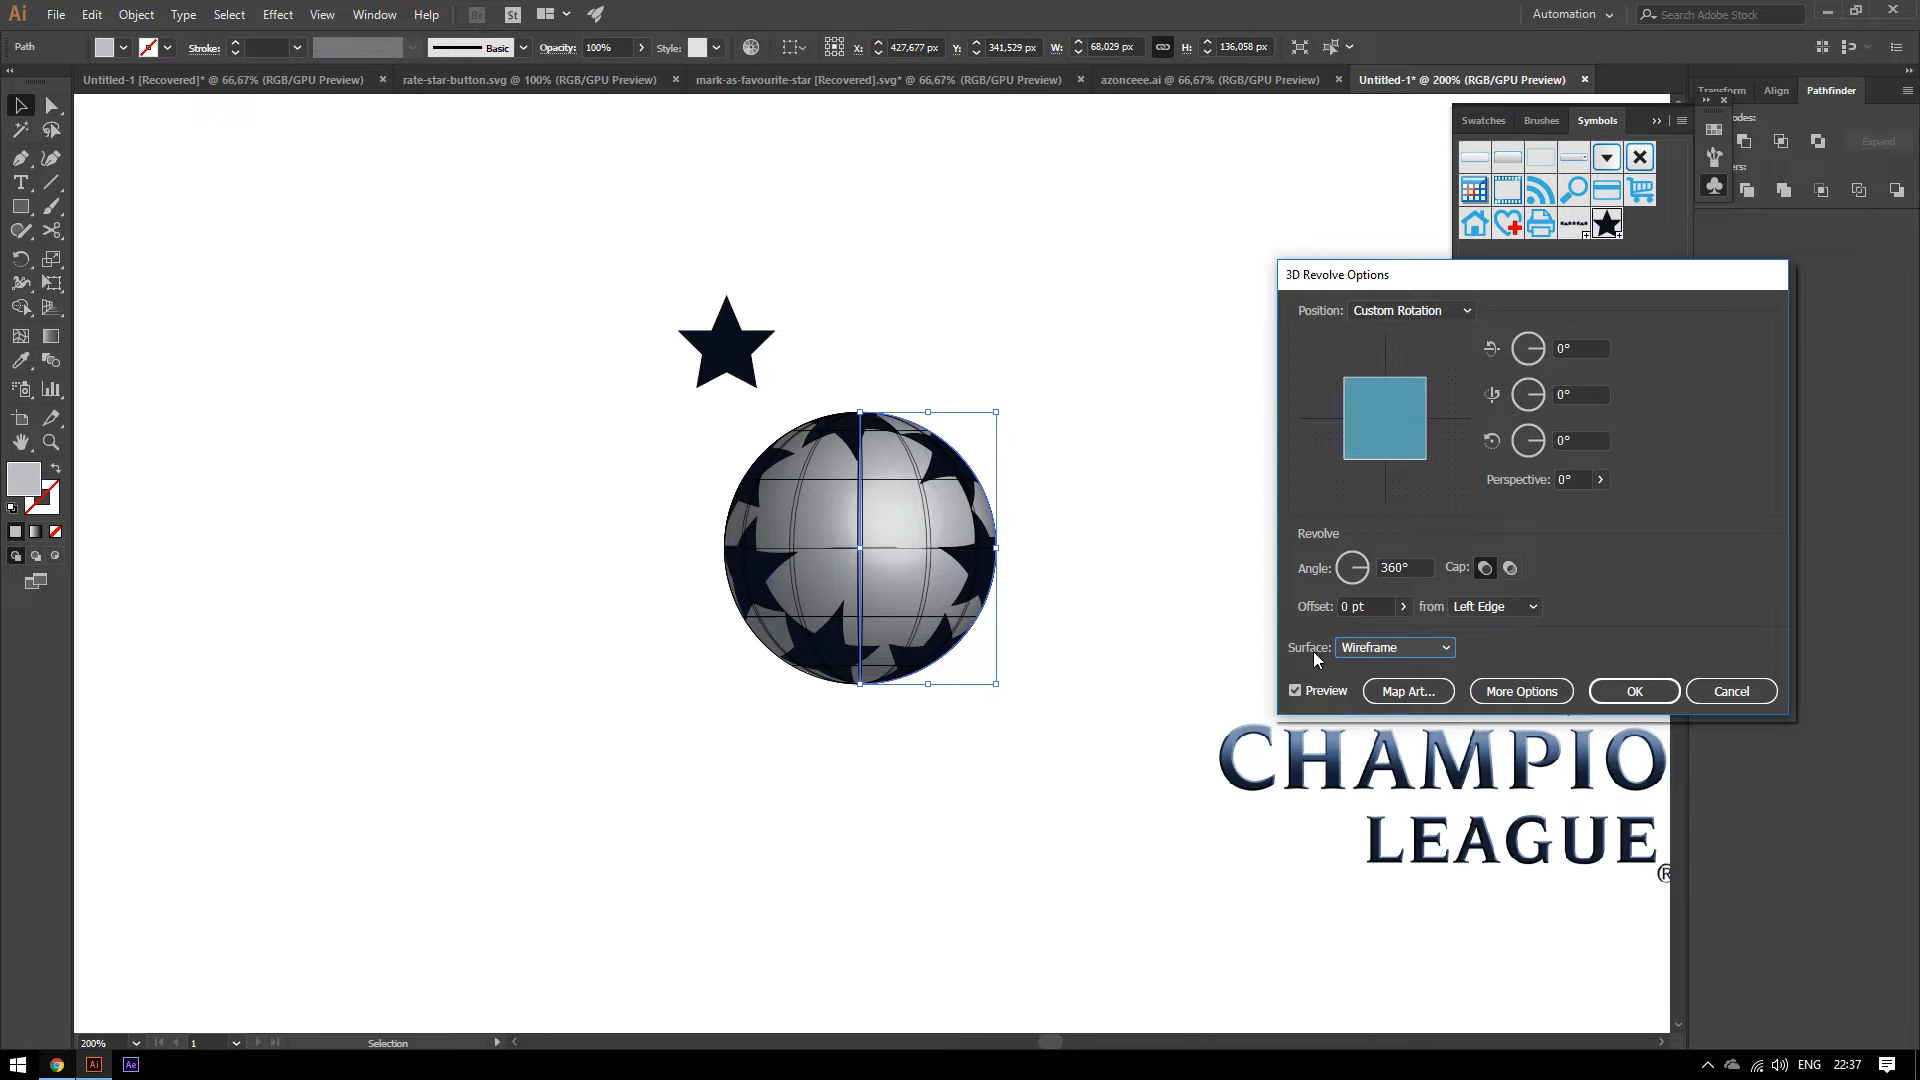 Ai File Edit Object Type Select Effect View Window Help Br St Automation Search Adobe Stock
Path Stroke: Basic Opacity: 100% Style: X: 427,677 px Y: 341,529 px W: 68,029 px H: 136,058 px
Untitled-1 [Recovered]* @ 66,67% (RGB/GPU Preview) rate-star-button.svg @ 100% (RGB/GPU Preview) mark-as-favourite-star [Recovered].svg* @ 66,67% (RGB/GPU Preview) azonceee.ai @ 66,67% (RGB/GPU Preview) Untitled-1* @ 200% (RGB/GPU Preview)
Transform Align Pathfinder
Swatches Brushes Symbols
odes:
Expand
ers:
3D Revolve Options
Position: Custom Rotation
0°
0°
0°
Perspective: 0°
Revolve
Angle: 360° Cap:
Offset: 0 pt from Left Edge
Surface: Wireframe
Preview Map Art... More Options OK Cancel
CHAMPIO
LEAGUE
®
200% 1 Selection
Ai Ae ENG 22:37